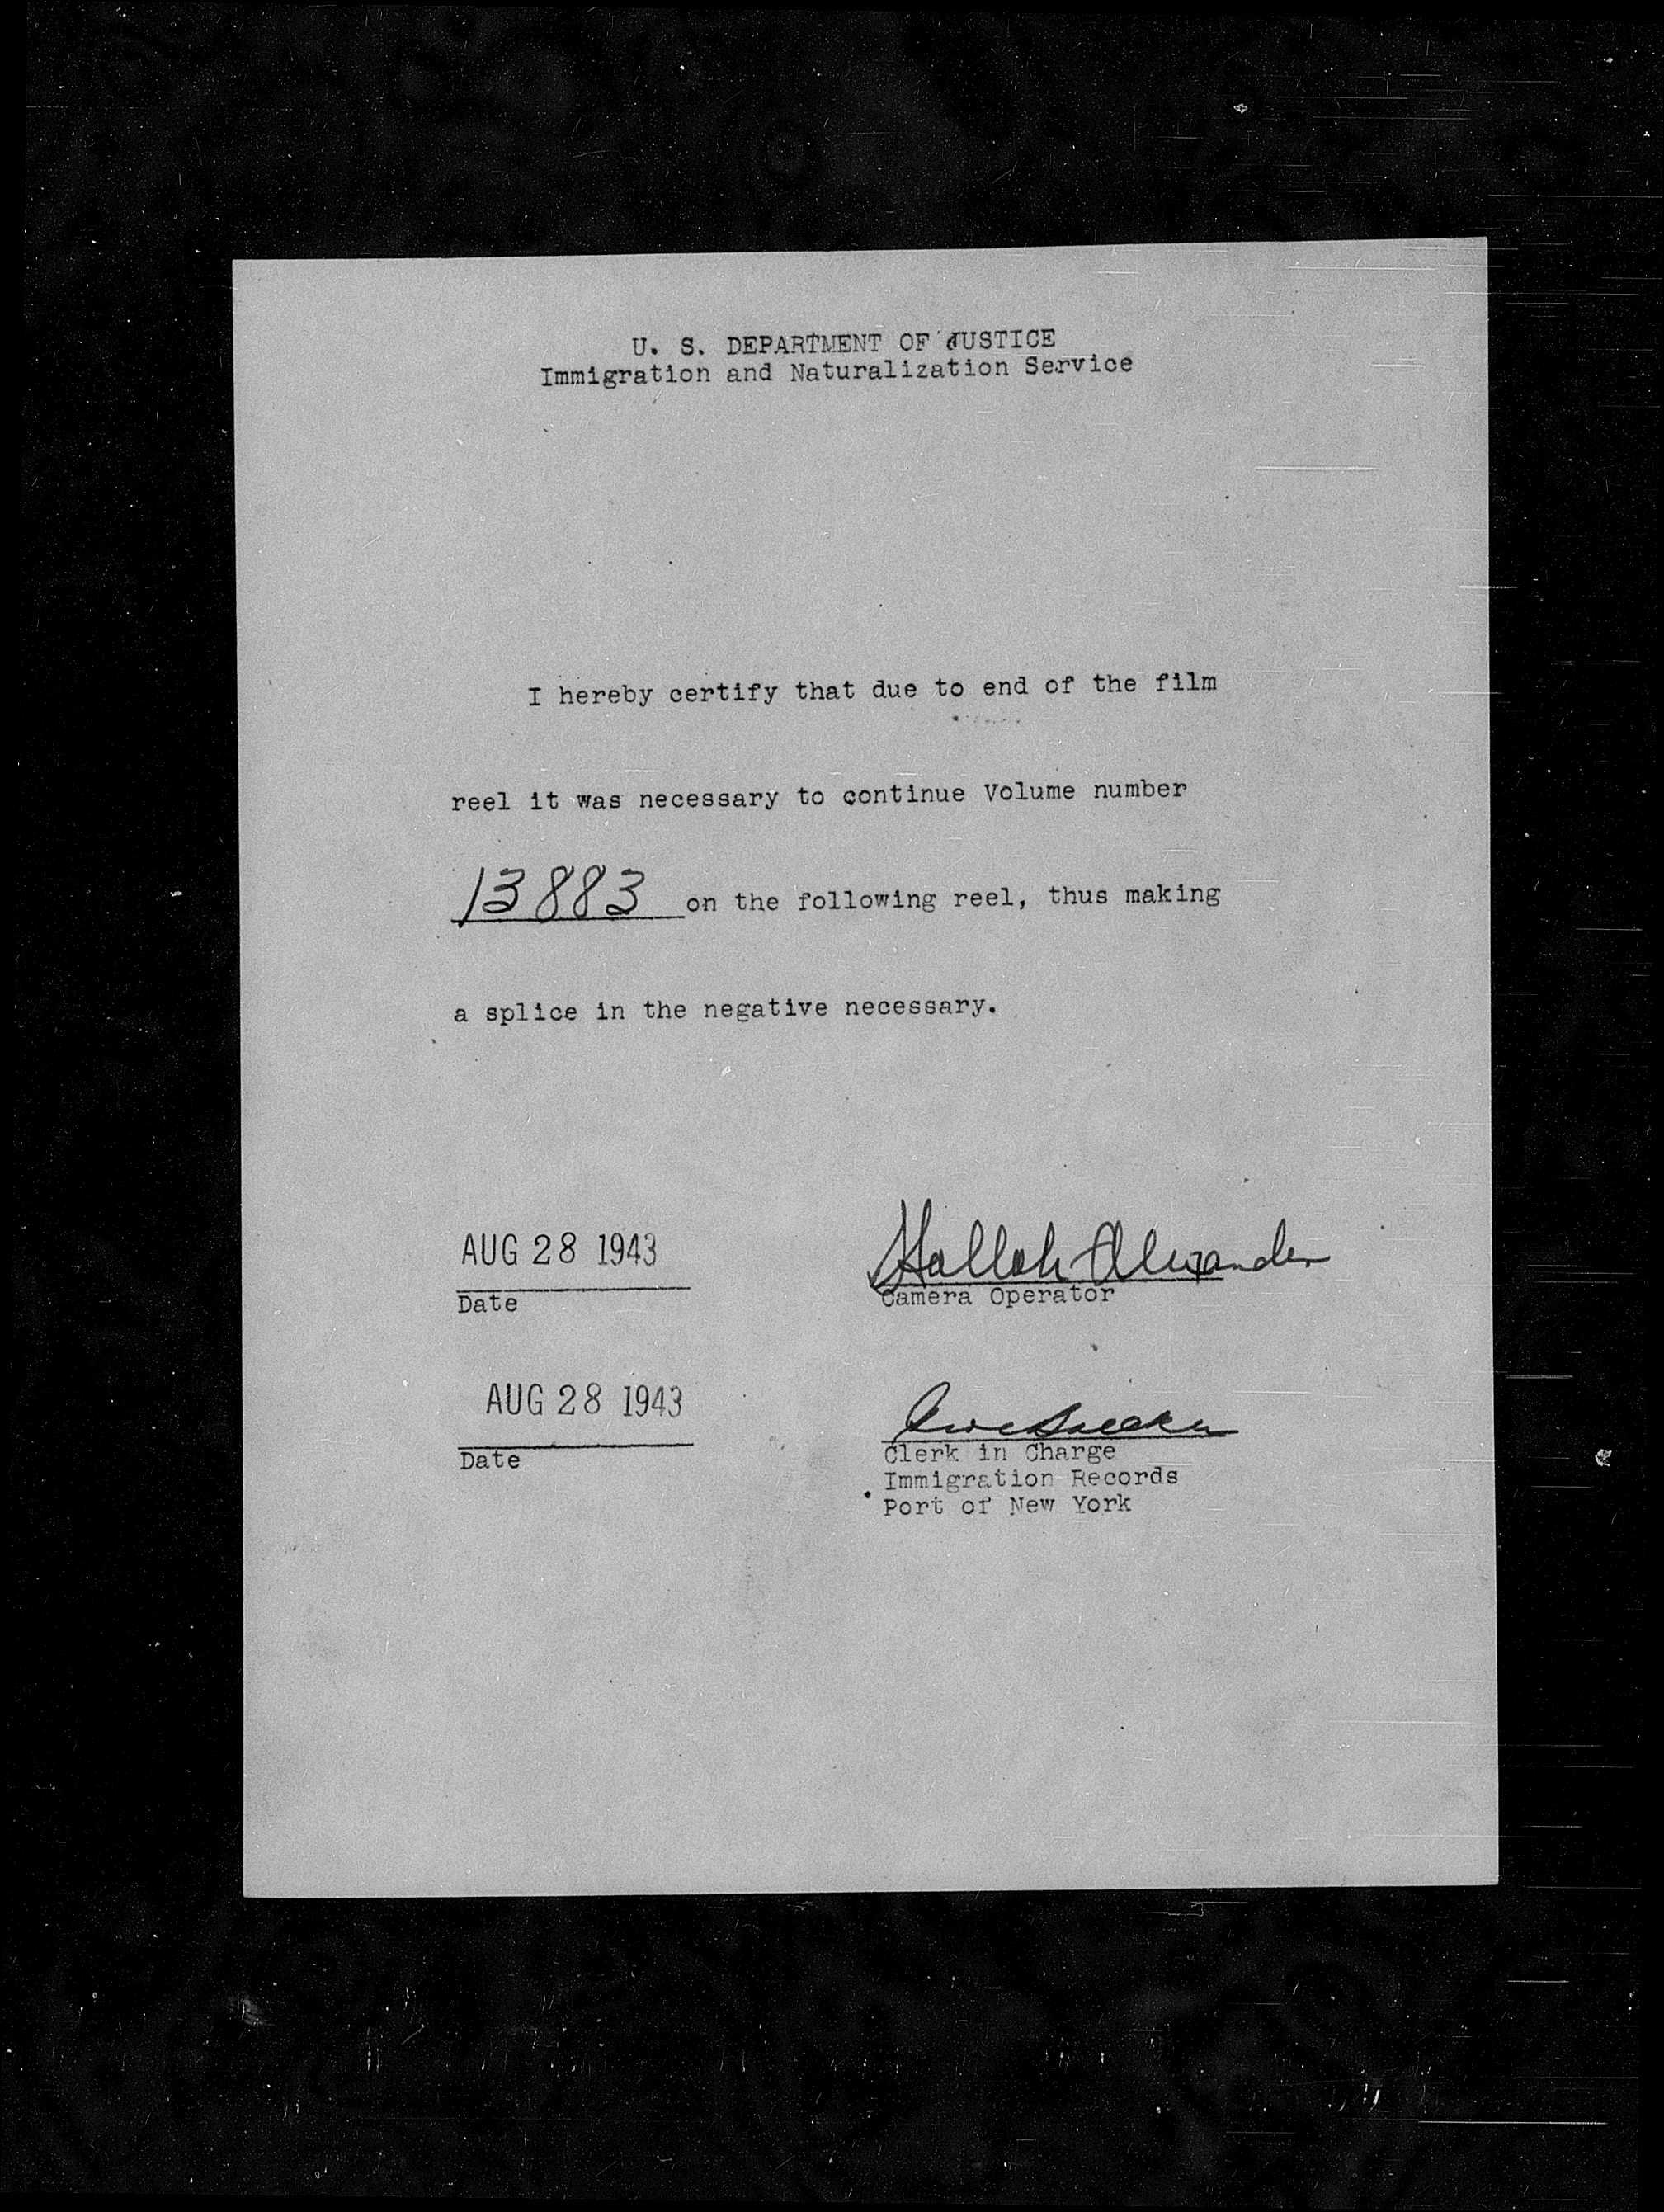 U. S. DEPARTMENT OF JUSTICE
Immigration and Naturalization Service
I hereby certify that due to end of the film
reel it was necessary to continue Volume number
13883 on the following reel, thus making
a splice in the negative necessary.
AUG 28 1943
Alexander
Date
Camera Operator
AUG 28 1943
Date
Clerk in Charge
Immigration Records
Port of New York